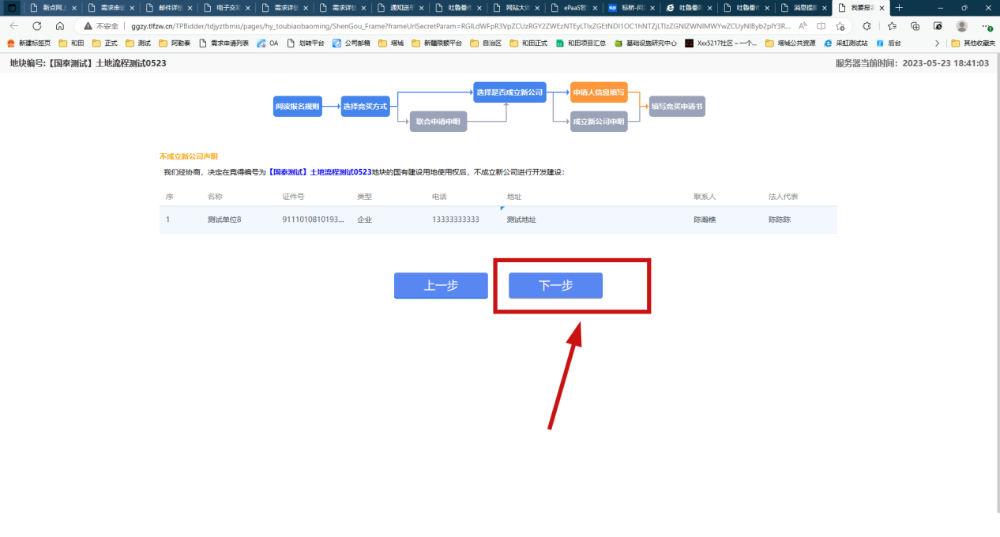 新点网上
需求申请
邮件详情
电子交易
需求详情
需求详情
通知送年
吐鲁番市
网站大师
ePaaS管
标桥-问题
吐鲁番网
吐鲁番市
消息提醒
我要报名
不安全
ggzy.tlfzw.cn/TPBidder/tdjyztbmis/pages/hy_toubiaobaoming/ShenGou_Frame?frameUrlSecretParam=
新建标签页
和田
正式
测试
阿勒泰
需求申请列表
OA
划转平台
公司邮箱
塔城
新疆限额平台
自治区
和田正式
和田项目汇总
基础设施研究中心
Xxx5217社区 – 一个...
塔城公共资源
采虹测试站
后台
其他收藏夹
地块编号:【国泰测试】土地流程测试0523
服务器当前时间: 2023-05-23 18:41:03
阅读报名规则
选择竞买方式
选择是否成立新公司
联合申请申明
申请人信息填写
成立新公司申明
填写竞买申请书
不成立新公司声明
我们经协商，决定在竞得编号为【国泰测试】土地流程测试0523地块的国有建设用地使用权后，不成立新公司进行开发建设：
序 名称 证件号 类型 电话 地址 联系人 法人代表
1 测试单位8 9111010810193... 企业 13333333333 测试地址 陈瀚樵 陈陈陈
上一步
下一步